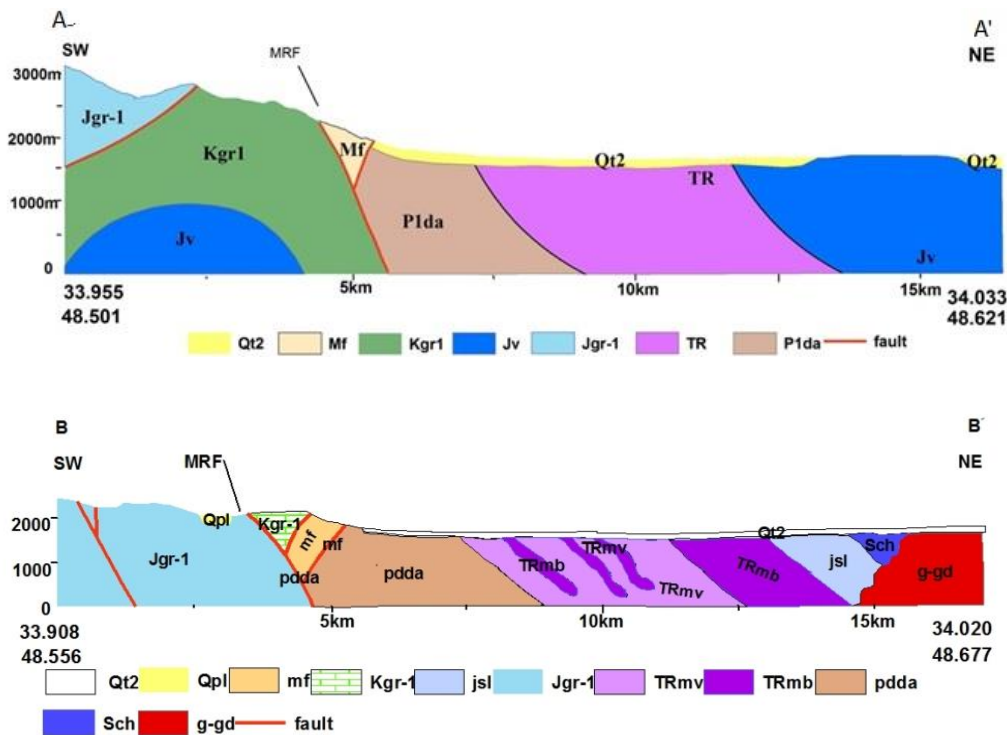 A
A'
SW
MRF
NE
3000m
2000m
1000m
0
Jgr-1
Kgr1
Mf
Jv
P1da
Qt2
TR
Qt2
Jv
5km
10km
15km
33.955
48.501
34.033
48.621
Qt2
Mf
Kgr1
Jv
Jgr-1
TR
P1da
fault
B
B´
SW
MRF
NE
2000
1000
0
Qpl
Kgr-1
mf
mf
Jgr-1
pdda
pdda
TRmb
TRmv
TRmv
TRmb
Qt2
jsl
Sch
g-gd
5km
10km
15km
33.908
48.556
34.020
48.677
Qt2
Qpl
mf
Kgr-1
jsl
Jgr-1
TRmv
TRmb
pdda
Sch
g-gd
fault